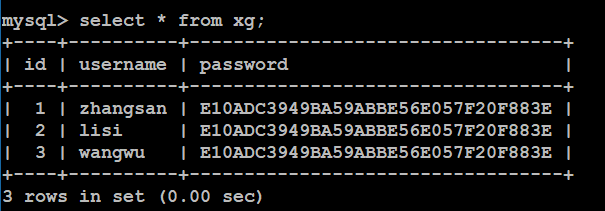 mysql> select * from xg;
+----+----------+----------------------------------+
| id | username | password                         |
+----+----------+----------------------------------+
|  1 | zhangsan | E10ADC3949BA59ABBE56E057F20F883E |
|  2 | lisi     | E10ADC3949BA59ABBE56E057F20F883E |
|  3 | wangwu   | E10ADC3949BA59ABBE56E057F20F883E |
+----+----------+----------------------------------+
3 rows in set (0.00 sec)